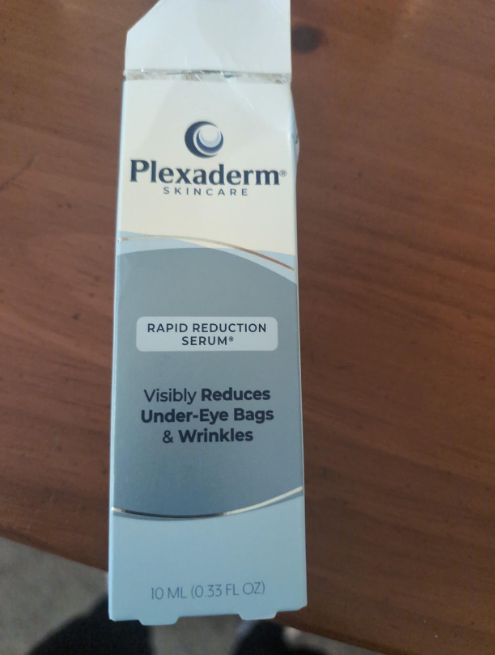 Plexaderm®
SKINCARE
RAPID REDUCTION
SERUM®
Visibly Reduces
Under-Eye Bags
& Wrinkles
10 ML (0.33 FL OZ)